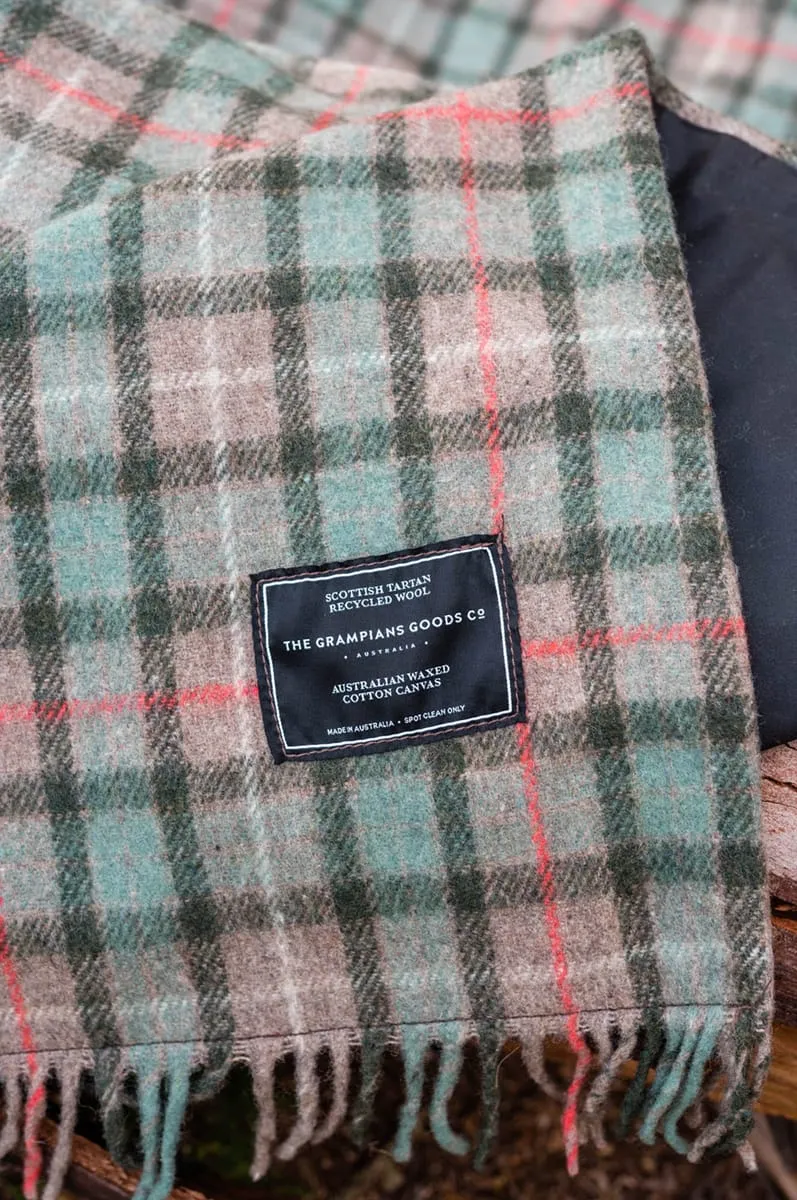 SCOTTISH TARTAN
RECYCLED WOOL
THE GRAMPIANS GOODS Cº
• AUSTRALIA •
AUSTRALIAN WAXED
COTTON CANVAS
MADE IN AUSTRALIA • SPOT CLEAN ONLY